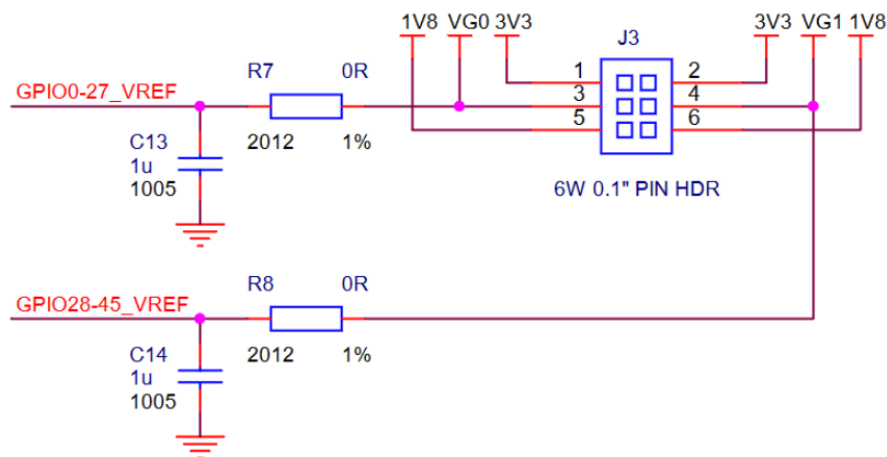 1V8 VG0 3V3
3V3 VG1 1V8
J3
R7 0R
GPIO0-27_VREF
1 2
3 4
5 6
C13
1u
1005
2012 1%
6W 0.1" PIN HDR
R8 0R
GPIO28-45_VREF
C14
1u
1005
2012 1%